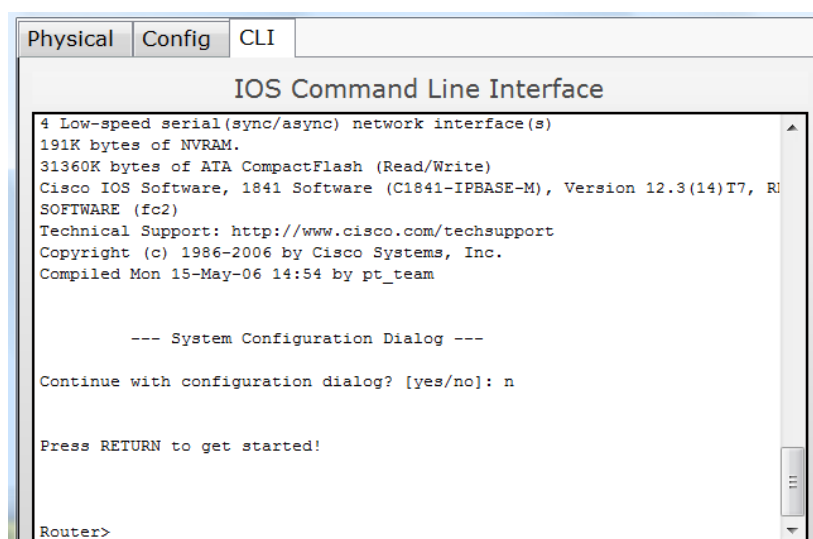 Physical Config CLI
IOS Command Line Interface
4 Low-speed serial(sync/async) network interface(s)
191K bytes of NVRAM.
31360K bytes of ATA CompactFlash (Read/Write)
Cisco IOS Software, 1841 Software (C1841-IPBASE-M), Version 12.3(14)T7,
SOFTWARE (fc2)
Technical Support: http://www.cisco.com/techsupport
Copyright (c) 1986-2006 by Cisco Systems, Inc.
Compiled Mon 15-May-06 14:54 by pt_team
--- System Configuration Dialog ---
Continue with configuration dialog? [yes/no]: n
Press RETURN to get started!
Router>